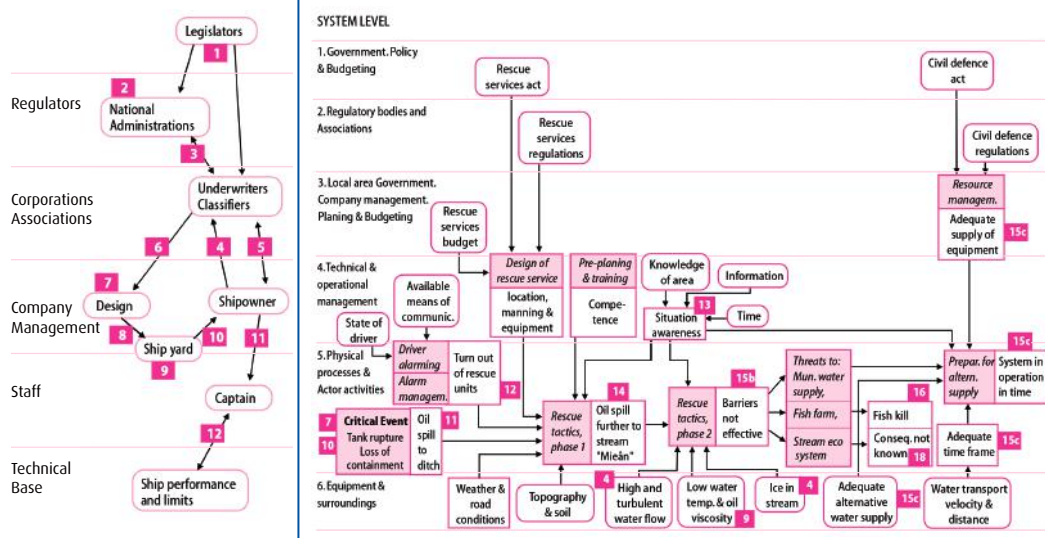 Legislators
1
Regulators
2
National
Administrations
3
Corporations
Associations
Underwriters
Classifiers
6
4
5
7
Company
Management
Design
Shipowner
8
10
11
Ship yard
9
Staff
Captain
12
Technical
Base
Ship performance
and limits
SYSTEM LEVEL
1. Government. Policy
& Budgeting
Rescue
services act
Civil defence
act
2. Regulatory bodies and
Associations
Rescue
services
regulations
Civil defence
regulations
3. Local area Government.
Company management.
Planing & Budgeting
Rescue
services
budget
Resource
managem.
Adequate
supply of
equipment
15c
4. Technical &
operational
management
Available
means of
communic.
Design of
rescue service
location,
manning &
equipment
Pre-planing
& training
Compe-
tence
Knowledge
of area
Information
13
Situation
awareness
Time
State of
driver
5. Physical
processes &
Actor activities
Driver
alarming
Alarm
managem.
Turn out
of rescue
units
12
7
10
Critical Event
Tank rupture
Loss of
containment
Oil
spill
to
ditch
11
Rescue
tactics,
phase 1
14
Oil spill
further to
stream
"Mieån"
Rescue
tactics,
phase 2
15b
Barriers
not
effective
Threats to:
Mun. water
supply,
Fish farm,
Stream eco
system
16
Fish kill
Conseq. not
known
18
Prepar. for
altern.
supply
15c
System in
operation
in time
Adequate
time frame
15c
6. Equipment &
surroundings
Weather &
road
conditions
Topography
& soil
4
High and
turbulent
water flow
Low water
temp. & oil
viscosity
9
Ice in
stream
4
Adequate
alternative
water supply
15c
Water transport
velocity &
distance